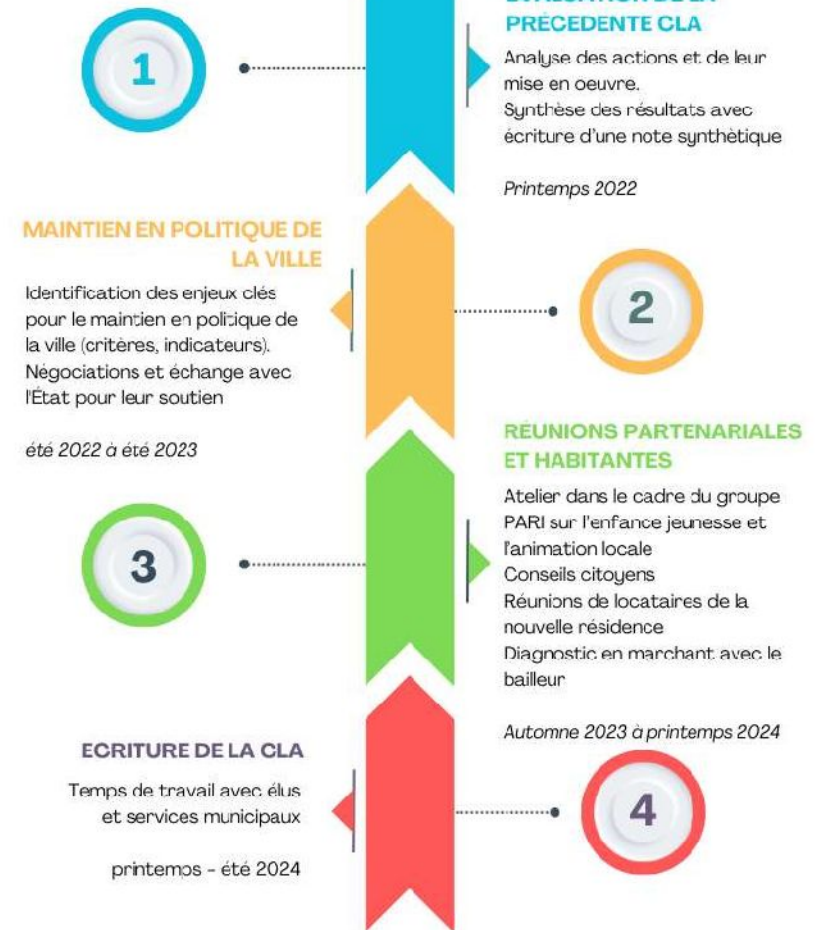 ÉVALUATION DE LA
PRÉCEDENTE CLA
1
Analyse des actions et de leur
mise en oeuvre.
Synthèse des résultats avec
écriture d'une note synthètique
Printemps 2022
MAINTIEN EN POLITIQUE DE
LA VILLE
Identification des enjeux clés
pour le maintien en politique de
la ville (critères, indicateurs).
Négociations et échange avec
l'État pour leur soutien
été 2022 à été 2023
2
RÉUNIONS PARTENARIALES
ET HABITANTES
3
Atelier dans le cadre du groupe
PARI sur l'enfance jeunesse et
l'animation locale
Conseils citoyens
Réunions de locataires de la
nouvelle résidence
Diagnostic en marchant avec le
bailleur
Automne 2023 à printemps 2024
ECRITURE DE LA CLA
Temps de travail avec élus
et services municipaux
printemps - été 2024
4